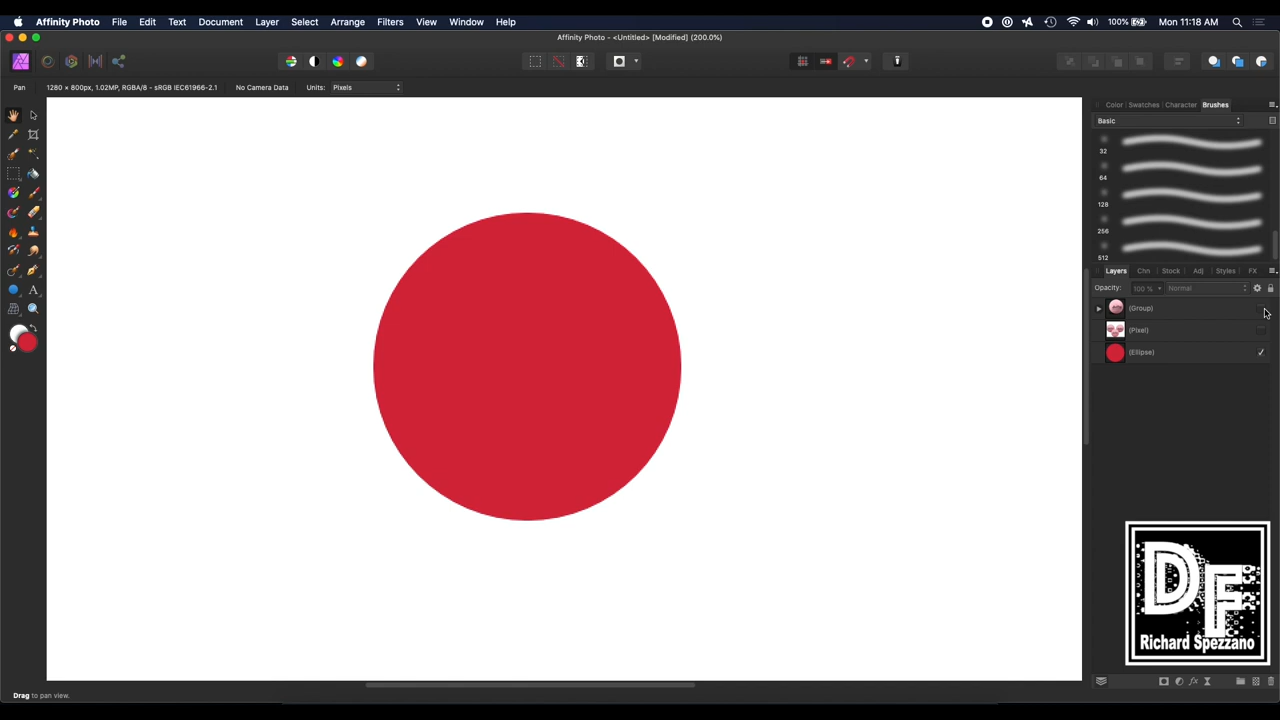 Affinity Photo File Edit Text Document Layer Select Arrange Filters View Window Help 100% Mon 11:18 AM
Affinity Photo - <Untitled> [Modified] (200.0%)
Pan 1280 × 800px, 1.02MP, RGBA/8 - sRGB IEC61966-2.1 No Camera Data Units: Pixels
Color Swatches Character Brushes
Basic
32
64
128
256
512
Layers Chn Stock Adj Styles FX
Opacity: 100 % Normal
(Group)
(Pixel)
(Ellipse)
DF
Richard Spezzano
Drag to pan view.